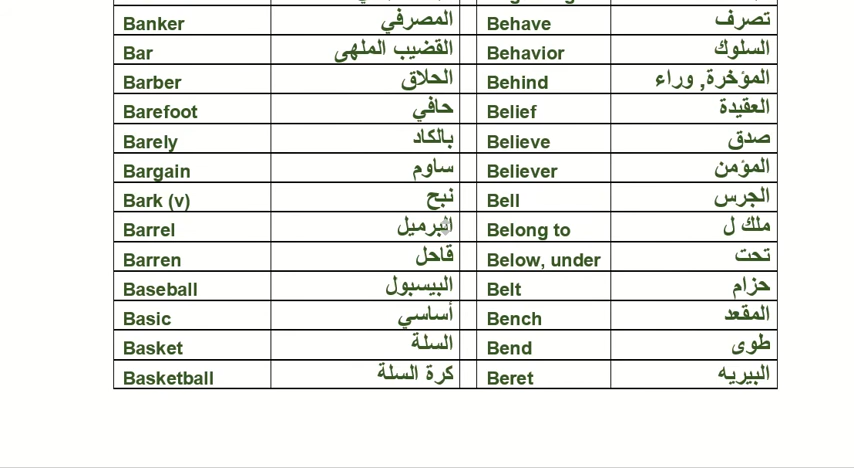 Banker المصرفي Behave تصرف
Bar القضيب الملهى Behavior السلوك
Barber الحلاق Behind المؤخرة, وراء
Barefoot حافي Belief العقيدة
Barely بالكاد Believe صدق
Bargain ساوم Believer المؤمن
Bark (v) نبح Bell الجرس
Barrel البرميل Belong to ملك ل
Barren قاحل Below, under تحت
Baseball البيسبول Belt حزام
Basic أساسي Bench المقعد
Basket السلة Bend طوى
Basketball كرة السلة Beret البيريه